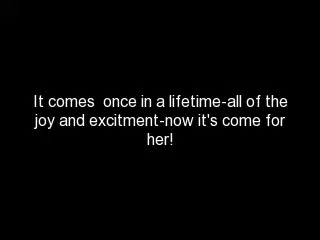 It comes  once in a lifetime-all of the
joy and excitment-now it's come for
her!